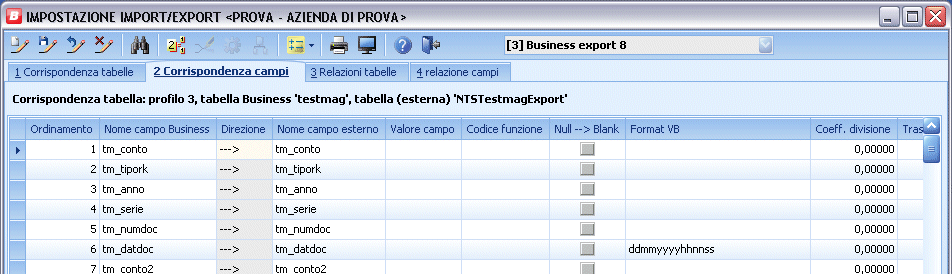 B IMPOSTAZIONE IMPORT/EXPORT <PROVA - AZIENDA DI PROVA>
[3] Business export 8
1 Corrispondenza tabelle 2 Corrispondenza campi 3 Relazioni tabelle 4 relazione campi
Corrispondenza tabella: profilo 3, tabella Business 'testmag', tabella (esterna) 'NTSTestmagExport'
Ordinamento Nome campo Business Direzione Nome campo esterno Valore campo Codice funzione Null --> Blank Format VB Coeff. divisione Tras
1 tm_conto ---> tm_conto 0,00000
2 tm_tipork ---> tm_tipork 0,00000
3 tm_anno ---> tm_anno 0,00000
4 tm_serie ---> tm_serie 0,00000
5 tm_numdoc ---> tm_numdoc 0,00000
6 tm_datdoc ---> tm_datdoc ddmmyyyyhhnnss 0,00000
7 tm_conto2 ---> tm_conto2 0,00000